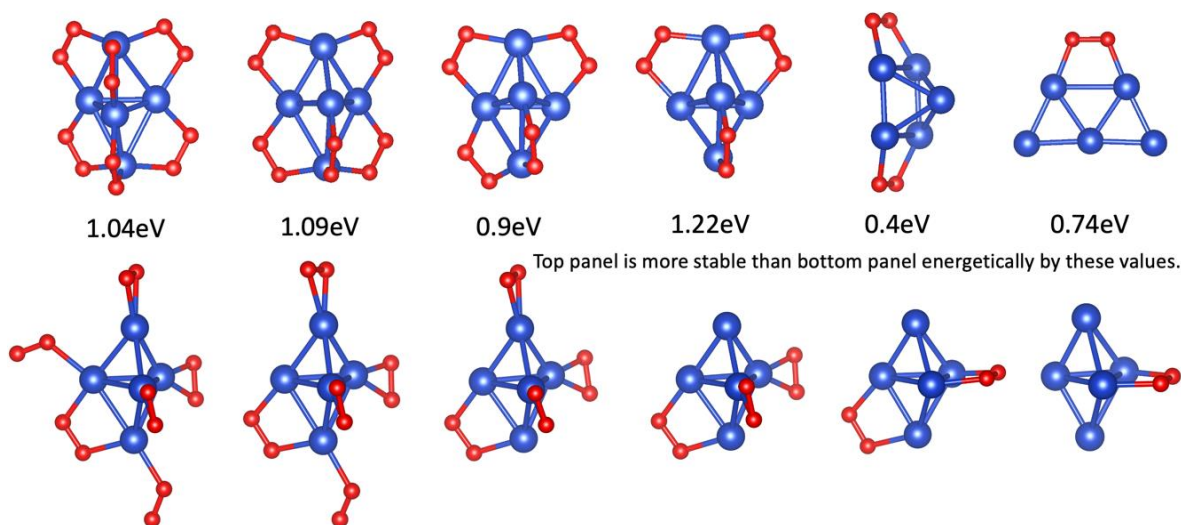 1.04eV 1.09eV 0.9eV 1.22eV 0.4eV 0.74eV
Top panel is more stable than bottom panel energetically by these values.